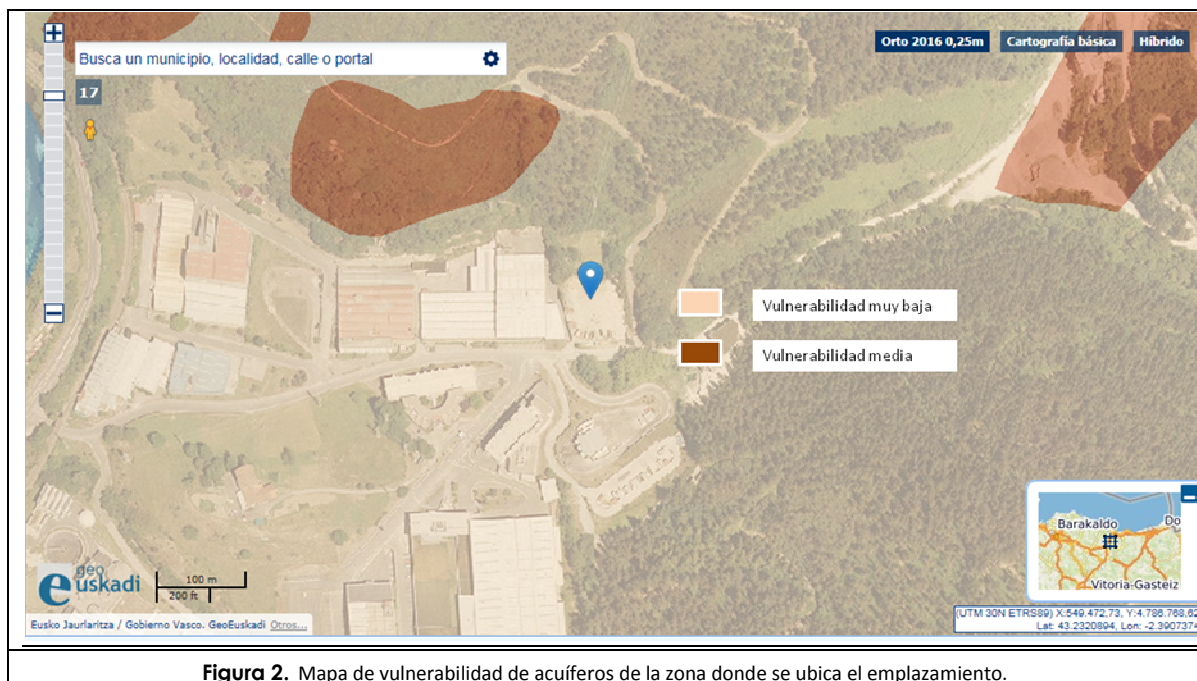 Busca un municipio, localidad, calle o portal
Orto 2016 0,25m
Cartografía básica
Híbrido
17
Vulnerabilidad muy baja
Vulnerabilidad media
Barakaldo
Do
Vitoria-Gasteiz
geo
euskadi
100 m
200 ft
Eusko Jaurlaritza / Gobierno Vasco. GeoEuskadi Otros...
(UTM 30N ETRS89) X:549.472,73, Y:4.786.768,62
Lat: 43.2320894, Lon: -2.3907374
Figura 2. Mapa de vulnerabilidad de acuíferos de la zona donde se ubica el emplazamiento.